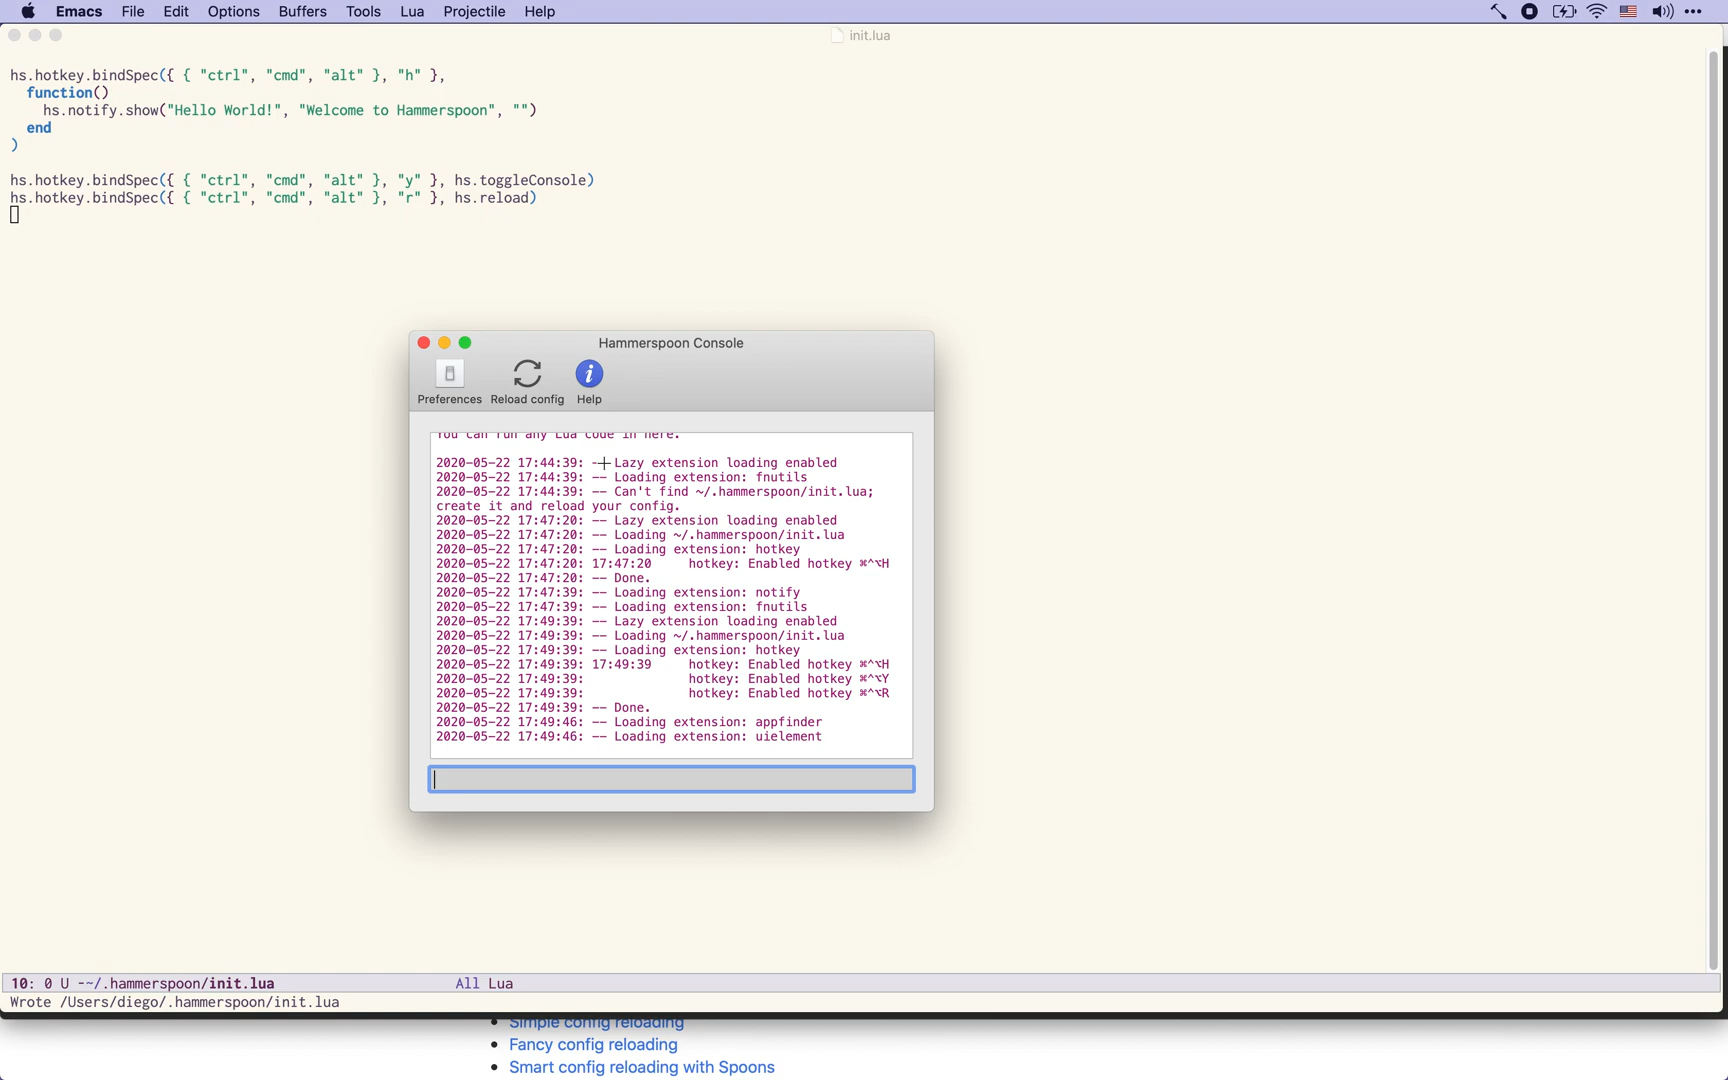 Emacs File Edit Options Buffers Tools Lua Projectile Help
init.lua
hs.hotkey.bindSpec({ { "ctrl", "cmd", "alt" }, "h" },
function()
hs.notify.show("Hello World!", "Welcome to Hammerspoon", "")
end
)
hs.hotkey.bindSpec({ { "ctrl", "cmd", "alt" }, "y" }, hs.toggleConsole)
hs.hotkey.bindSpec({ { "ctrl", "cmd", "alt" }, "r" }, hs.reload)
Hammerspoon Console
Preferences Reload config Help
You can run any Lua code in here.
2020-05-22 17:44:39: -- Lazy extension loading enabled
2020-05-22 17:44:39: -- Loading extension: fnutils
2020-05-22 17:44:39: -- Can't find ~/.hammerspoon/init.lua;
create it and reload your config.
2020-05-22 17:47:20: -- Lazy extension loading enabled
2020-05-22 17:47:20: -- Loading ~/.hammerspoon/init.lua
2020-05-22 17:47:20: -- Loading extension: hotkey
2020-05-22 17:47:20: 17:47:20 hotkey: Enabled hotkey ⌘⌃⌥H
2020-05-22 17:47:20: -- Done.
2020-05-22 17:47:39: -- Loading extension: notify
2020-05-22 17:47:39: -- Loading extension: fnutils
2020-05-22 17:49:39: -- Lazy extension loading enabled
2020-05-22 17:49:39: -- Loading ~/.hammerspoon/init.lua
2020-05-22 17:49:39: -- Loading extension: hotkey
2020-05-22 17:49:39: 17:49:39 hotkey: Enabled hotkey ⌘⌃⌥H
2020-05-22 17:49:39: hotkey: Enabled hotkey ⌘⌃⌥Y
2020-05-22 17:49:39: hotkey: Enabled hotkey ⌘⌃⌥R
2020-05-22 17:49:39: -- Done.
2020-05-22 17:49:46: -- Loading extension: appfinder
2020-05-22 17:49:46: -- Loading extension: uielement
10: 0 U --~/.hammerspoon/init.lua All Lua
Wrote /Users/diego/.hammerspoon/init.lua
• Simple config reloading
• Fancy config reloading
• Smart config reloading with Spoons